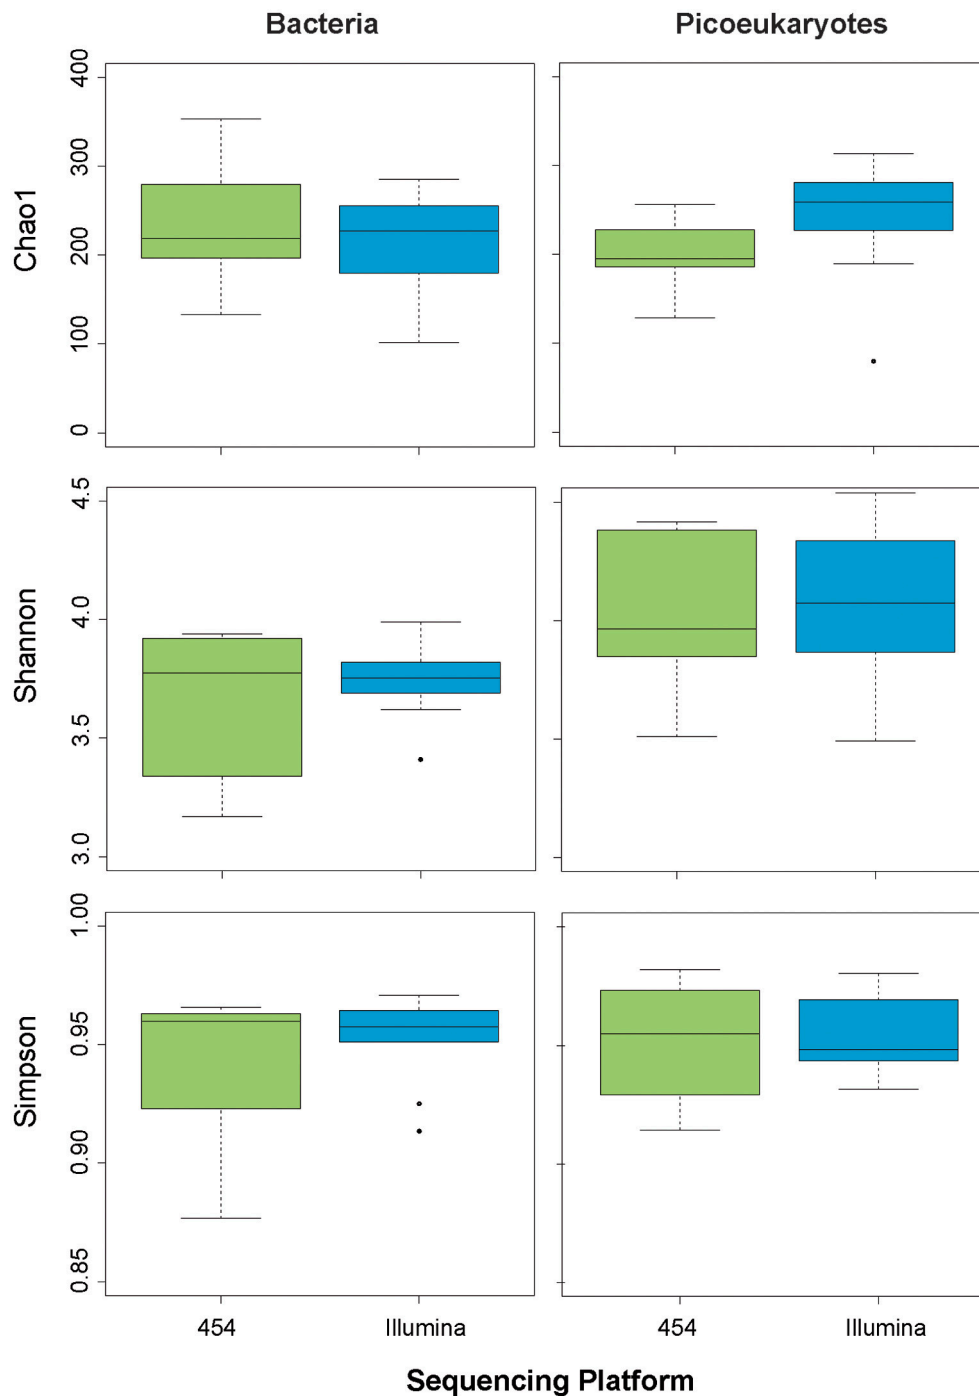 Bacteria Picoeukaryotes
Chao1
400
300
200
100
0
Shannon
4.5
4.0
3.5
3.0
Simpson
1.00
0.95
0.90
0.85
454 Illumina 454 Illumina
Sequencing Platform